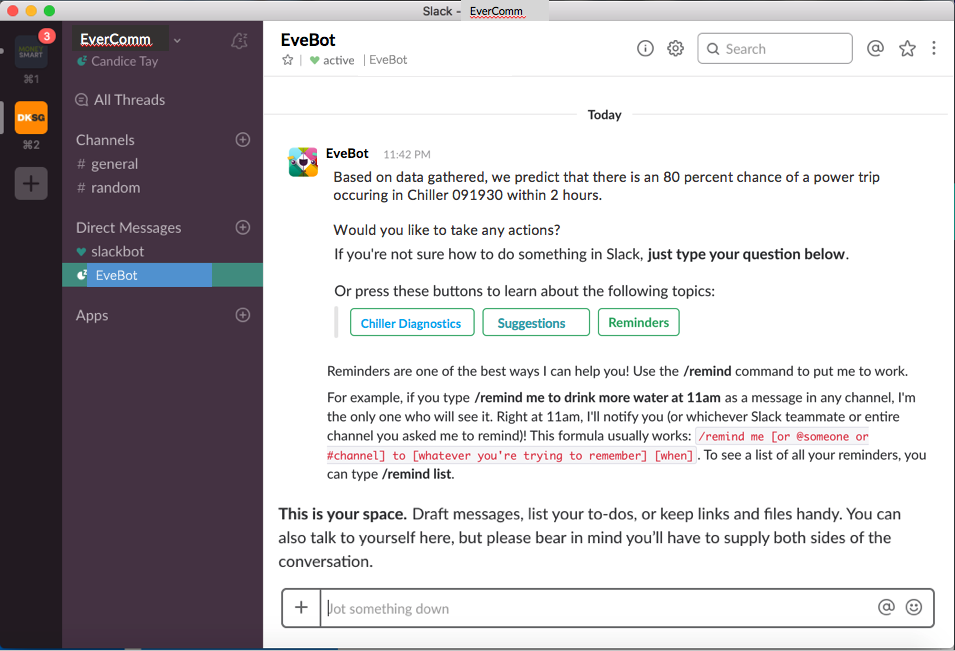 Slack - EverComm
3
MONEY
SMART
⌘1
DKSG
⌘2
EverComm
Candice Tay
All Threads
Channels
# general
# random
Direct Messages
slackbot
EveBot
Apps
EveBot
active | EveBot
Search
Today
EveBot 11:42 PM
Based on data gathered, we predict that there is an 80 percent chance of a power trip
occuring in Chiller 091930 within 2 hours.
Would you like to take any actions?
If you're not sure how to do something in Slack, just type your question below.
Or press these buttons to learn about the following topics:
Chiller Diagnostics Suggestions Reminders
Reminders are one of the best ways I can help you! Use the /remind command to put me to work.
For example, if you type /remind me to drink more water at 11am as a message in any channel, I'm
the only one who will see it. Right at 11am, I'll notify you (or whichever Slack teammate or entire
channel you asked me to remind)! This formula usually works: /remind me [or @someone or
#channel] to [whatever you're trying to remember] [when]. To see a list of all your reminders, you
can type /remind list.
This is your space. Draft messages, list your to-dos, or keep links and files handy. You can
also talk to yourself here, but please bear in mind you'll have to supply both sides of the
conversation.
Jot something down